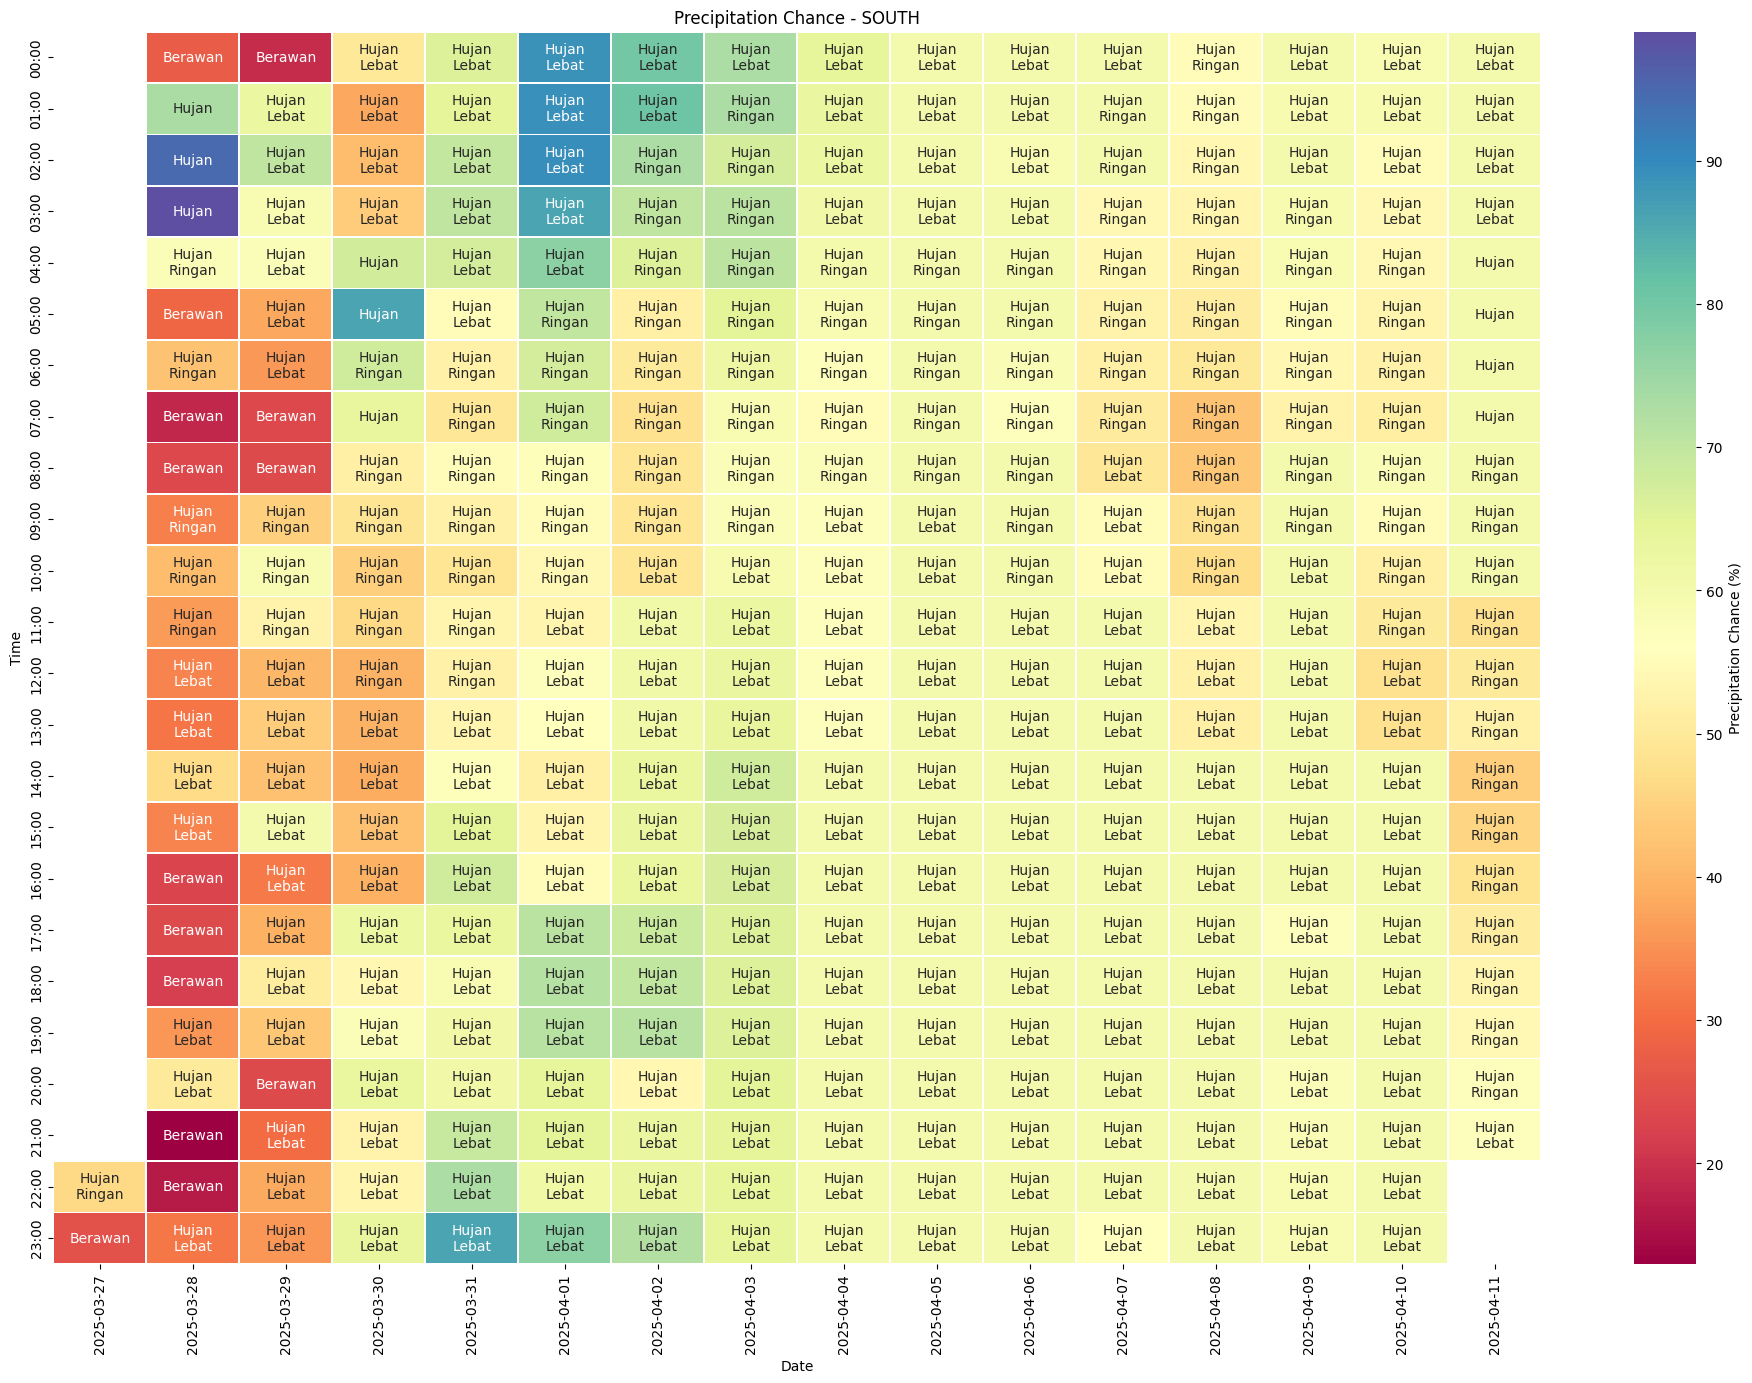 Precipitation Chance - SOUTH
00:00 Berawan Berawan Hujan Lebat Hujan Lebat Hujan Lebat Hujan Lebat Hujan Lebat Hujan Lebat Hujan Lebat Hujan Lebat Hujan Lebat Hujan Ringan Hujan Lebat Hujan Lebat Hujan Lebat
01:00 Hujan Hujan Lebat Hujan Lebat Hujan Lebat Hujan Lebat Hujan Lebat Hujan Ringan Hujan Lebat Hujan Lebat Hujan Lebat Hujan Ringan Hujan Ringan Hujan Lebat Hujan Lebat Hujan Lebat
02:00 Hujan Hujan Lebat Hujan Lebat Hujan Lebat Hujan Lebat Hujan Ringan Hujan Ringan Hujan Lebat Hujan Lebat Hujan Lebat Hujan Ringan Hujan Ringan Hujan Lebat Hujan Lebat Hujan Lebat
03:00 Hujan Hujan Lebat Hujan Lebat Hujan Lebat Hujan Lebat Hujan Ringan Hujan Ringan Hujan Lebat Hujan Lebat Hujan Lebat Hujan Ringan Hujan Ringan Hujan Ringan Hujan Lebat Hujan Lebat
04:00 Hujan Ringan Hujan Lebat Hujan Hujan Lebat Hujan Lebat Hujan Ringan Hujan Ringan Hujan Ringan Hujan Ringan Hujan Ringan Hujan Ringan Hujan Ringan Hujan Ringan Hujan Ringan Hujan
05:00 Berawan Hujan Lebat Hujan Hujan Lebat Hujan Ringan Hujan Ringan Hujan Ringan Hujan Ringan Hujan Ringan Hujan Ringan Hujan Ringan Hujan Ringan Hujan Ringan Hujan Ringan Hujan
06:00 Hujan Ringan Hujan Lebat Hujan Ringan Hujan Ringan Hujan Ringan Hujan Ringan Hujan Ringan Hujan Ringan Hujan Ringan Hujan Ringan Hujan Ringan Hujan Ringan Hujan Ringan Hujan Ringan Hujan
07:00 Berawan Berawan Hujan Hujan Ringan Hujan Ringan Hujan Ringan Hujan Ringan Hujan Ringan Hujan Ringan Hujan Ringan Hujan Ringan Hujan Ringan Hujan Ringan Hujan Ringan Hujan
08:00 Berawan Berawan Hujan Ringan Hujan Ringan Hujan Ringan Hujan Ringan Hujan Ringan Hujan Ringan Hujan Ringan Hujan Ringan Hujan Lebat Hujan Ringan Hujan Ringan Hujan Ringan Hujan Ringan
09:00 Hujan Ringan Hujan Ringan Hujan Ringan Hujan Ringan Hujan Ringan Hujan Ringan Hujan Ringan Hujan Lebat Hujan Lebat Hujan Ringan Hujan Lebat Hujan Ringan Hujan Ringan Hujan Ringan Hujan Ringan
10:00 Hujan Ringan Hujan Ringan Hujan Ringan Hujan Ringan Hujan Ringan Hujan Lebat Hujan Lebat Hujan Lebat Hujan Lebat Hujan Ringan Hujan Lebat Hujan Ringan Hujan Lebat Hujan Ringan Hujan Ringan
11:00 Hujan Ringan Hujan Ringan Hujan Ringan Hujan Ringan Hujan Lebat Hujan Lebat Hujan Lebat Hujan Lebat Hujan Lebat Hujan Lebat Hujan Lebat Hujan Lebat Hujan Lebat Hujan Ringan Hujan Ringan
12:00 Hujan Lebat Hujan Lebat Hujan Ringan Hujan Ringan Hujan Lebat Hujan Lebat Hujan Lebat Hujan Lebat Hujan Lebat Hujan Lebat Hujan Lebat Hujan Lebat Hujan Lebat Hujan Lebat Hujan Ringan
13:00 Hujan Lebat Hujan Lebat Hujan Lebat Hujan Lebat Hujan Lebat Hujan Lebat Hujan Lebat Hujan Lebat Hujan Lebat Hujan Lebat Hujan Lebat Hujan Lebat Hujan Lebat Hujan Lebat Hujan Ringan
14:00 Hujan Lebat Hujan Lebat Hujan Lebat Hujan Lebat Hujan Lebat Hujan Lebat Hujan Lebat Hujan Lebat Hujan Lebat Hujan Lebat Hujan Lebat Hujan Lebat Hujan Lebat Hujan Lebat Hujan Ringan
15:00 Hujan Lebat Hujan Lebat Hujan Lebat Hujan Lebat Hujan Lebat Hujan Lebat Hujan Lebat Hujan Lebat Hujan Lebat Hujan Lebat Hujan Lebat Hujan Lebat Hujan Lebat Hujan Lebat Hujan Ringan
16:00 Berawan Hujan Lebat Hujan Lebat Hujan Lebat Hujan Lebat Hujan Lebat Hujan Lebat Hujan Lebat Hujan Lebat Hujan Lebat Hujan Lebat Hujan Lebat Hujan Lebat Hujan Lebat Hujan Ringan
17:00 Berawan Hujan Lebat Hujan Lebat Hujan Lebat Hujan Lebat Hujan Lebat Hujan Lebat Hujan Lebat Hujan Lebat Hujan Lebat Hujan Lebat Hujan Lebat Hujan Lebat Hujan Lebat Hujan Ringan
18:00 Berawan Hujan Lebat Hujan Lebat Hujan Lebat Hujan Lebat Hujan Lebat Hujan Lebat Hujan Lebat Hujan Lebat Hujan Lebat Hujan Lebat Hujan Lebat Hujan Lebat Hujan Lebat Hujan Ringan
19:00 Hujan Lebat Hujan Lebat Hujan Lebat Hujan Lebat Hujan Lebat Hujan Lebat Hujan Lebat Hujan Lebat Hujan Lebat Hujan Lebat Hujan Lebat Hujan Lebat Hujan Lebat Hujan Lebat Hujan Ringan
20:00 Hujan Lebat Berawan Hujan Lebat Hujan Lebat Hujan Lebat Hujan Lebat Hujan Lebat Hujan Lebat Hujan Lebat Hujan Lebat Hujan Lebat Hujan Lebat Hujan Lebat Hujan Lebat Hujan Ringan
21:00 Berawan Hujan Lebat Hujan Lebat Hujan Lebat Hujan Lebat Hujan Lebat Hujan Lebat Hujan Lebat Hujan Lebat Hujan Lebat Hujan Lebat Hujan Lebat Hujan Lebat Hujan Lebat Hujan Lebat
22:00 Hujan Ringan Berawan Hujan Lebat Hujan Lebat Hujan Lebat Hujan Lebat Hujan Lebat Hujan Lebat Hujan Lebat Hujan Lebat Hujan Lebat Hujan Lebat Hujan Lebat Hujan Lebat Hujan Lebat
23:00 Berawan Hujan Lebat Hujan Lebat Hujan Lebat Hujan Lebat Hujan Lebat Hujan Lebat Hujan Lebat Hujan Lebat Hujan Lebat Hujan Lebat Hujan Lebat Hujan Lebat Hujan Lebat Hujan Lebat
Time
2025-03-27 2025-03-28 2025-03-29 2025-03-30 2025-03-31 2025-04-01 2025-04-02 2025-04-03 2025-04-04 2025-04-05 2025-04-06 2025-04-07 2025-04-08 2025-04-09 2025-04-10 2025-04-11
Date
90
80
70
60
50
40
30
20
Precipitation Chance (%)